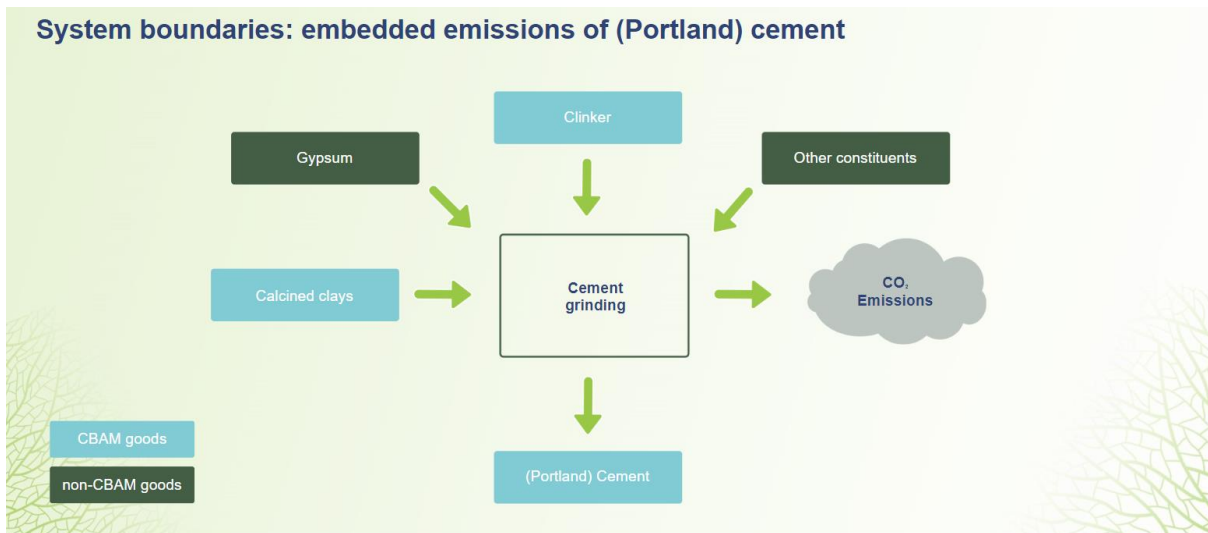 System boundaries: embedded emissions of (Portland) cement
Clinker
Gypsum
Other constituents
Calcined clays
Cement
grinding
CO₂
Emissions
CBAM goods
(Portland) Cement
non-CBAM goods